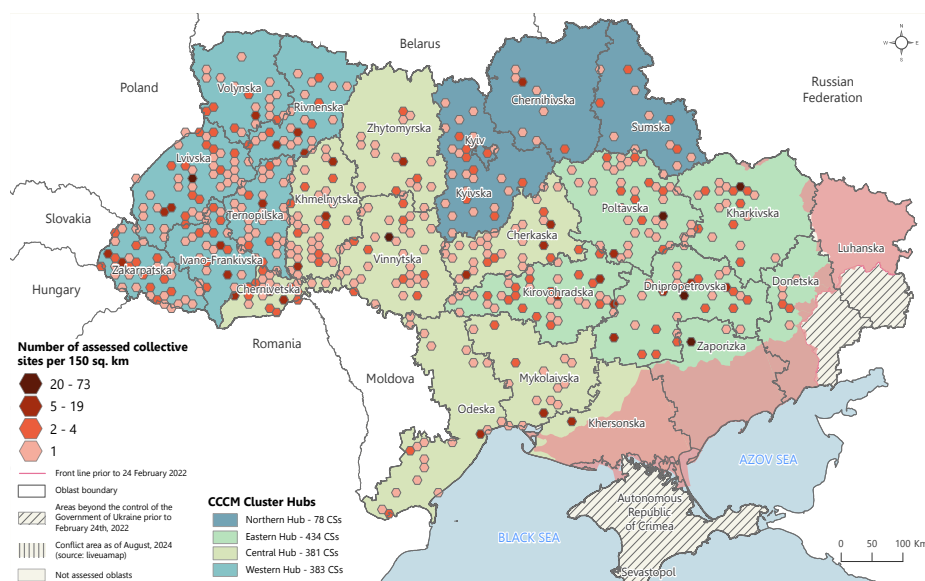 Belarus
N
W
E
S
Poland
Russian
Federation
Volynska
Rivnenska
Zhytomyrska
Kyiv
Chernihivska
Sumska
Lvivska
Khmelnytska
Kyivska
Ternopilska
Poltavska
Kharkivska
Slovakia
Cherkaska
Luhanska
Zakarpatska
Ivano-Frankivska
Vinnytska
Hungary
Chernivetska
Kirovohradska
Dnipropetrovska
Donetska
Romania
Zaporizka
Moldova
Mykolaivska
Odeska
Khersonska
AZOV SEA
Autonomous
Republic
of Crimea
BLACK SEA
Sevastopol
Number of assessed collective
sites per 150 sq. km
20 - 73
5 - 19
2 - 4
1
Front line prior to 24 February 2022
Oblast boundary
Areas beyond the control of the
Government of Ukraine prior to
February 24th, 2022
Conflict area as of August, 2024
(source: liveuamap)
Not assessed oblasts
CCCM Cluster Hubs
Northern Hub - 78 CSs
Eastern Hub - 434 CSs
Central Hub - 381 CSs
Western Hub - 383 CSs
0 50 100 Km